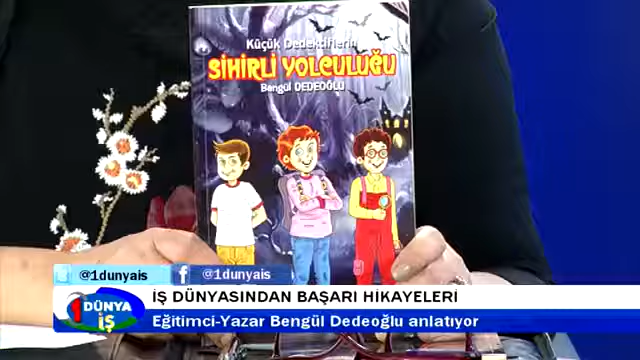 Küçük Dedektiflerin
SİHİRLİ YOLCULUĞU
Bengül DEDEOĞLU
@1dunyais
@1dunyais
1 DÜNYA
İŞ
İŞ DÜNYASINDAN BAŞARI HİKAYELERİ
Eğitimci-Yazar Bengül Dedeoğlu anlatıyor